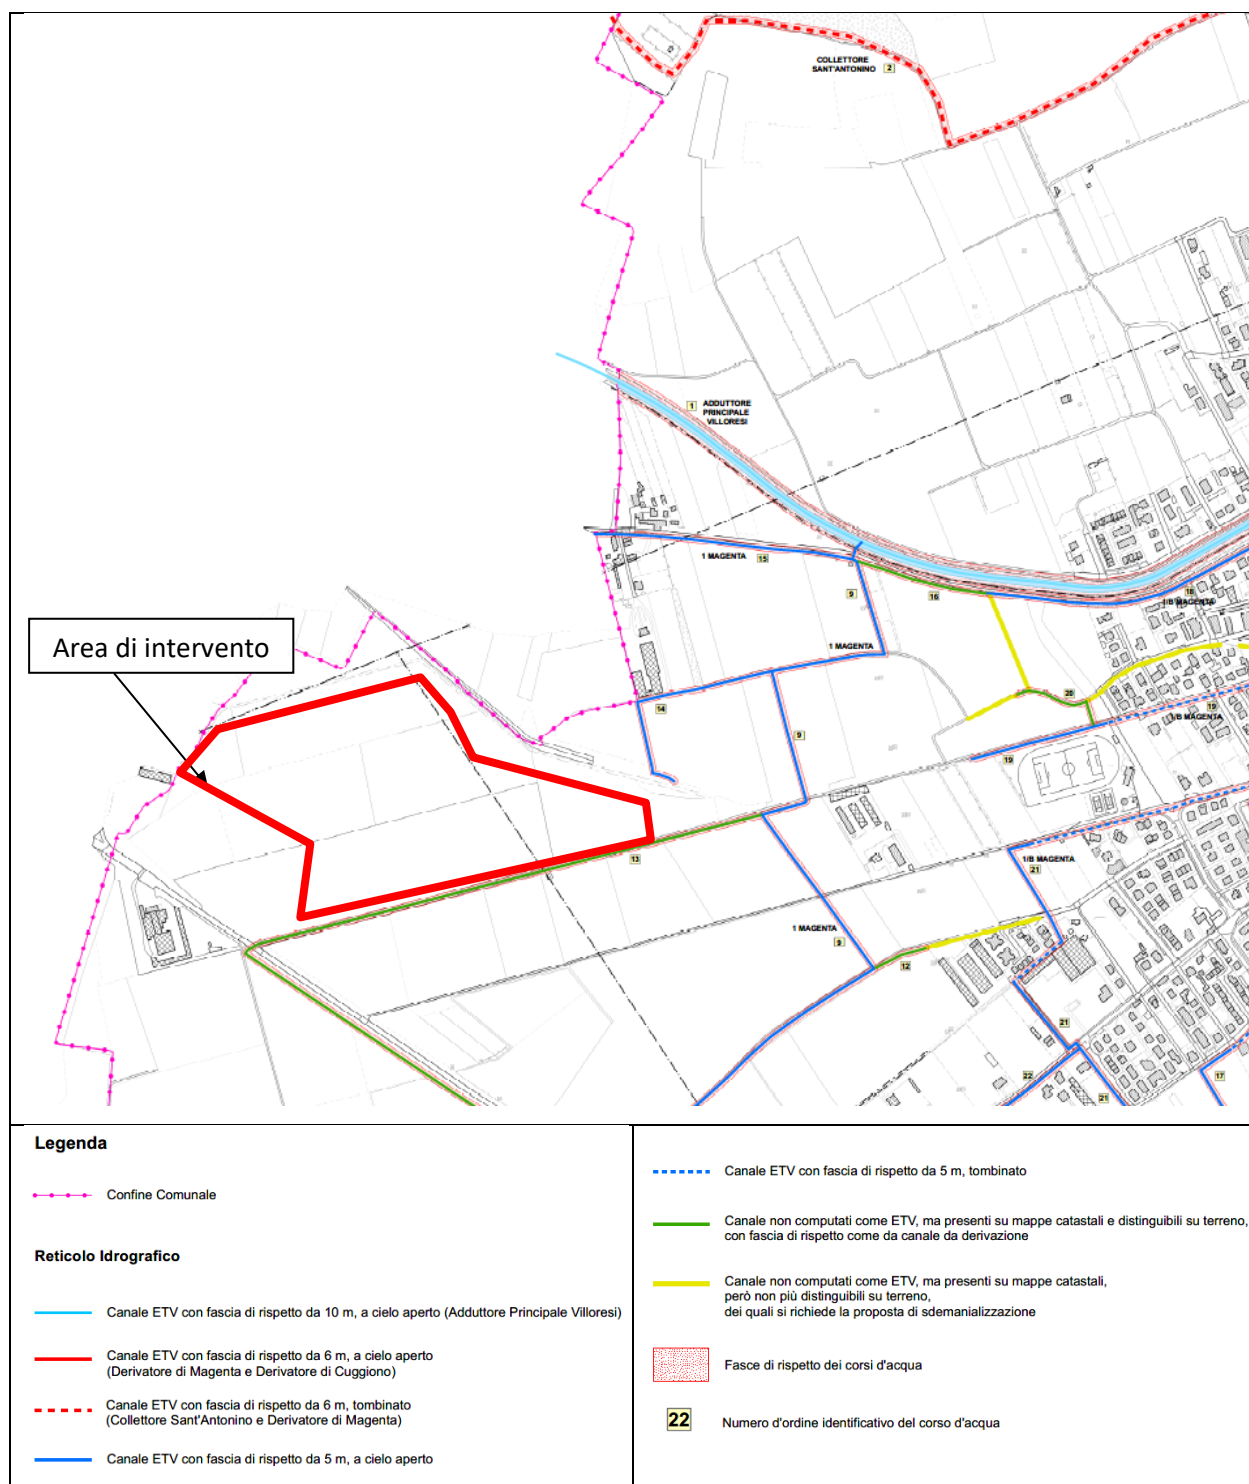 COLLETTORE
SANT'ANTONINO 2
1 ADDUTTORE
PRINCIPALE
VILLORESI
1 MAGENTA
15
9
16
18
1/B MAGENTA
1 MAGENTA
Area di intervento
14
20
19
1/B MAGENTA
9
19
13
1/B MAGENTA
21
1 MAGENTA
9
12
21
22
17
21
Legenda
Confine Comunale
Reticolo Idrografico
Canale ETV con fascia di rispetto da 10 m, a cielo aperto (Adduttore Principale Villoresi)
Canale ETV con fascia di rispetto da 6 m, a cielo aperto
(Derivatore di Magenta e Derivatore di Cuggiono)
Canale ETV con fascia di rispetto da 6 m, tombinato
(Collettore Sant'Antonino e Derivatore di Magenta)
Canale ETV con fascia di rispetto da 5 m, a cielo aperto
Canale ETV con fascia di rispetto da 5 m, tombinato
Canale non computati come ETV, ma presenti su mappe catastali e distinguibili su terreno,
con fascia di rispetto come da canale da derivazione
Canale non computati come ETV, ma presenti su mappe catastali,
però non più distinguibili su terreno,
dei quali si richiede la proposta di sdemanializzazione
Fasce di rispetto dei corsi d'acqua
22 Numero d'ordine identificativo del corso d'acqua